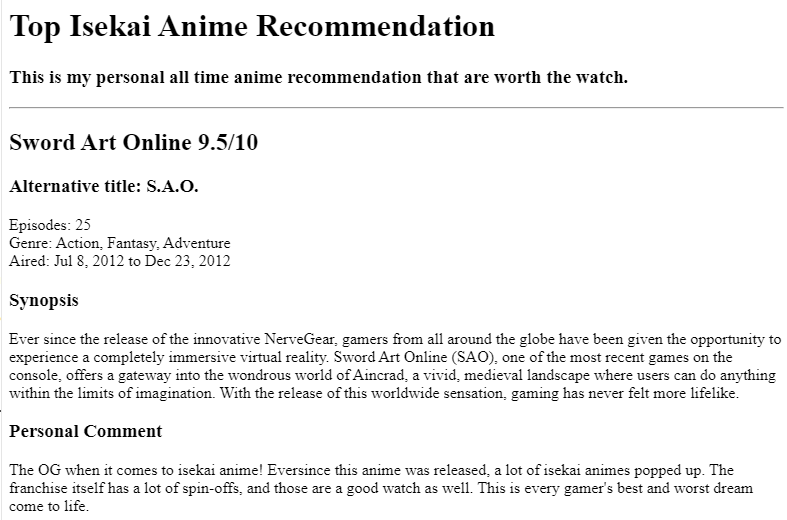 Top Isekai Anime Recommendation
This is my personal all time anime recommendation that are worth the watch.
Sword Art Online 9.5/10
Alternative title: S.A.O.
Episodes: 25
Genre: Action, Fantasy, Adventure
Aired: Jul 8, 2012 to Dec 23, 2012
Synopsis
Ever since the release of the innovative NerveGear, gamers from all around the globe have been given the opportunity to
experience a completely immersive virtual reality. Sword Art Online (SAO), one of the most recent games on the
console, offers a gateway into the wondrous world of Aincrad, a vivid, medieval landscape where users can do anything
within the limits of imagination. With the release of this worldwide sensation, gaming has never felt more lifelike.
Personal Comment
The OG when it comes to isekai anime! Eversince this anime was released, a lot of isekai animes popped up. The
franchise itself has a lot of spin-offs, and those are a good watch as well. This is every gamer's best and worst dream
come to life.